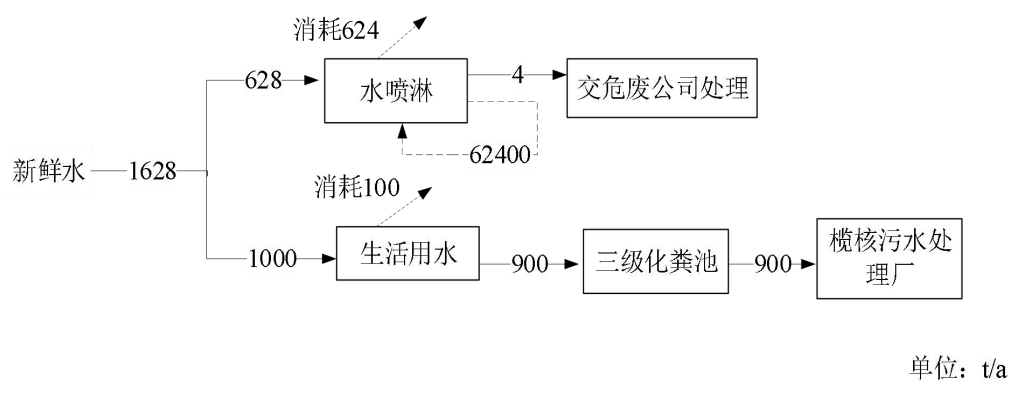 消耗624
628
水喷淋
4
交危废公司处理
62400
新鲜水
1628
消耗100
1000
生活用水
900
三级化粪池
900
榄核污水处
理厂
单位：t/a